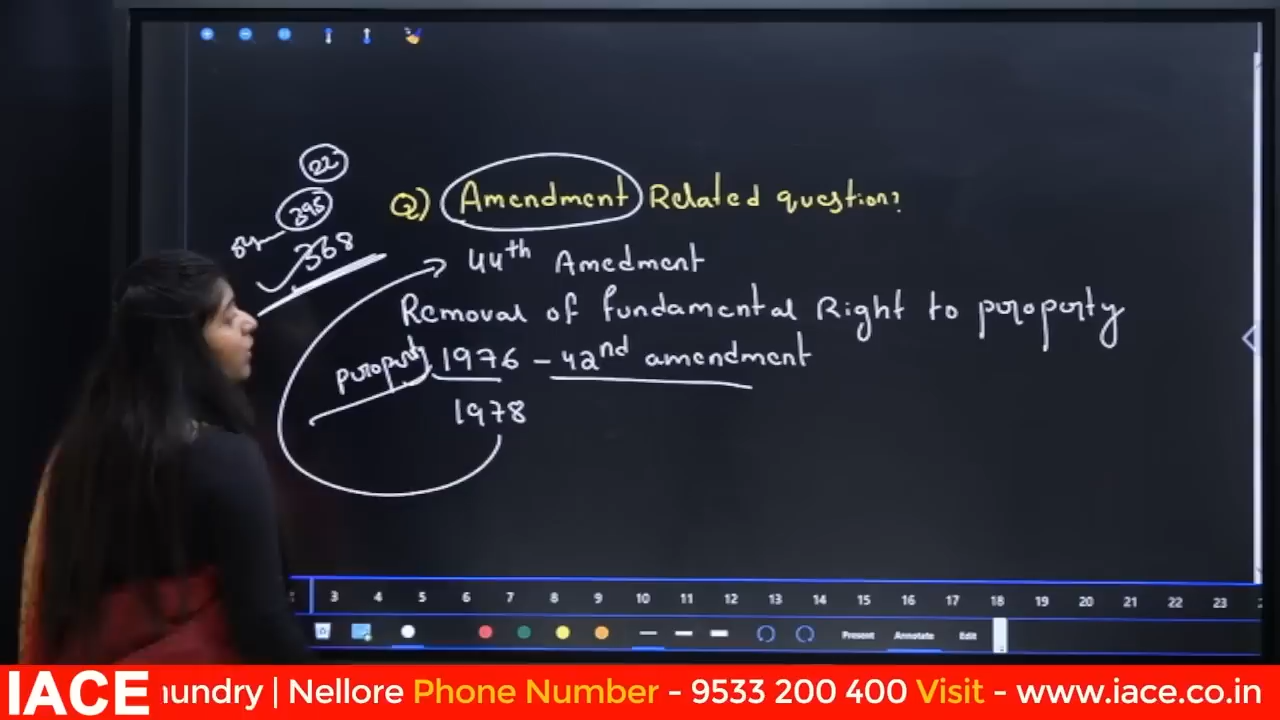 22
395
368
Q) Amendment Related question?
44th Amedment
Removal of fundamental Right to property
property 1976 - 42nd amendment
1978
3 4 5 6 7 8 9 10 11 12 13 14 15 16 17 18 19 20 21 22 23
Present Annotate Edit
IACE undry | Nellore Phone Number - 9533 200 400 Visit - www.iace.co.in